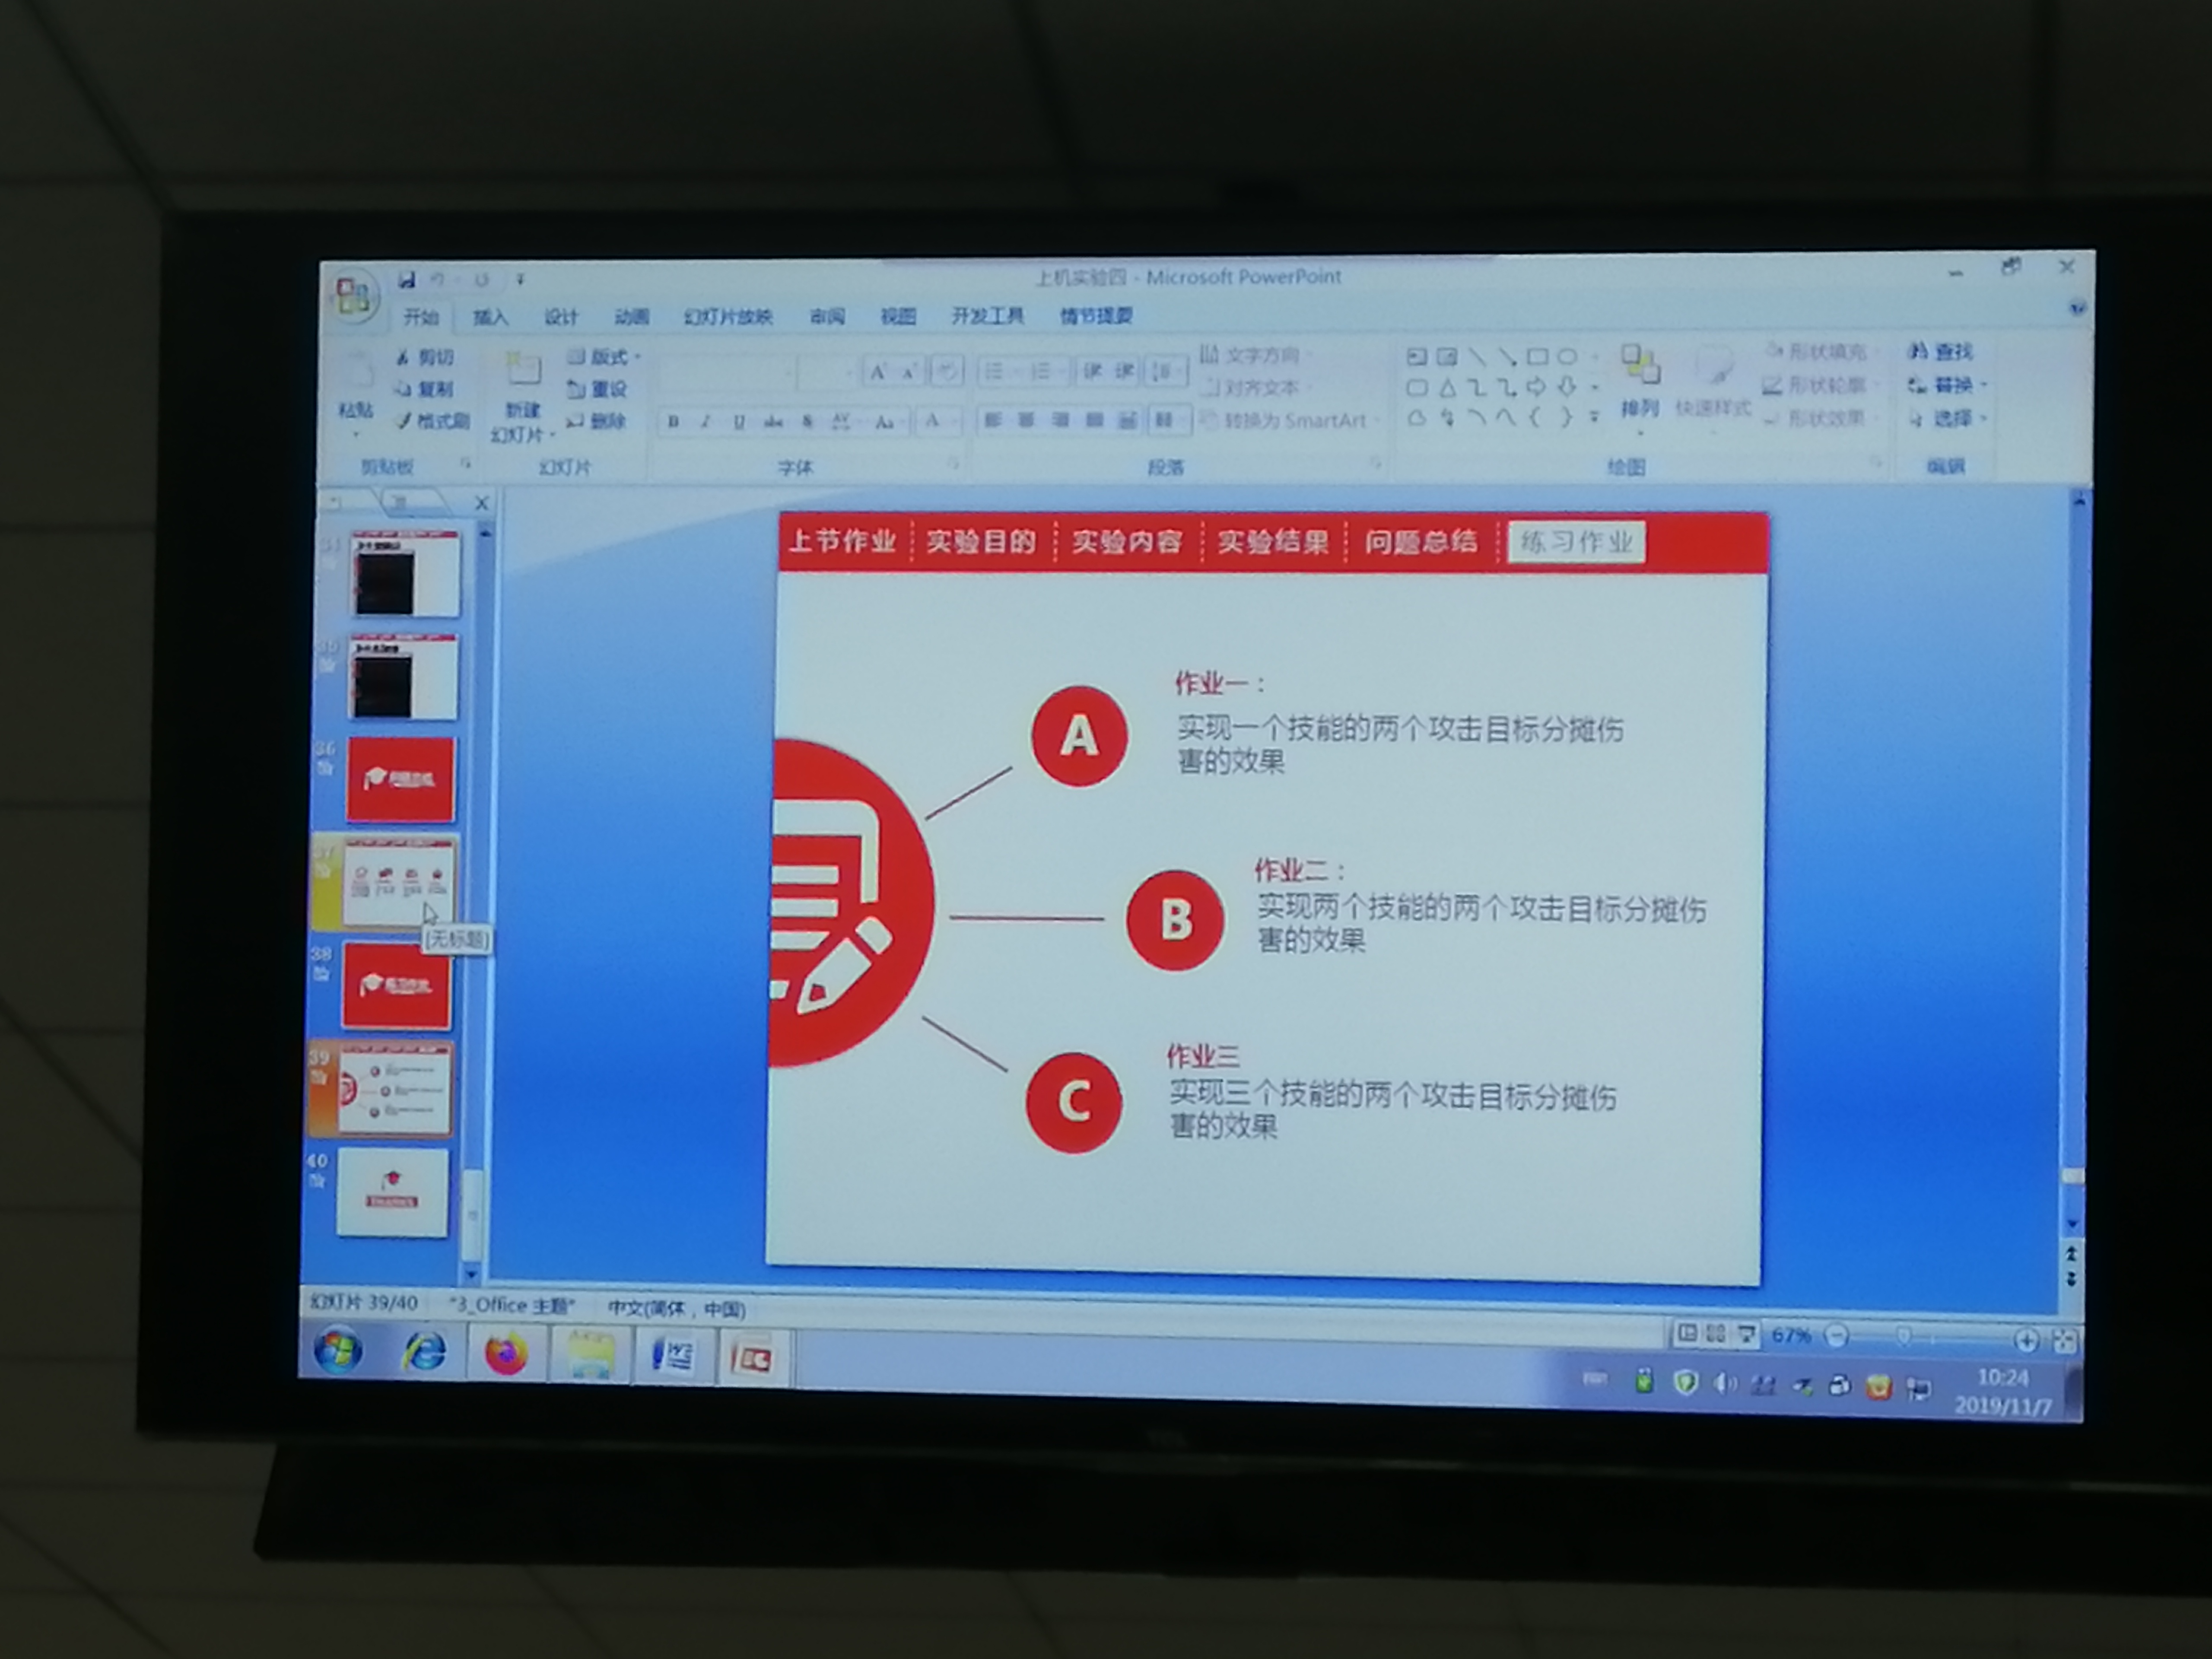 上机实验四 - Microsoft PowerPoint
开始 插入 设计 动画 幻灯片放映 审阅 视图 开发工具 情节提要
粘贴
剪切
复制
格式刷
剪贴板
新建
幻灯片
版式
重设
删除
幻灯片
B I U abc S AV Aa A
字体
文字方向
对齐文本
转换为 SmartArt
段落
排列
快速样式
形状填充
形状轮廓
形状效果
绘图
查找
替换
选择
编辑
36
38
39
40
(无标题)
上节作业 实验目的 实验内容 实验结果 问题总结 练习作业
A
作业一：
实现一个技能的两个攻击目标分摊伤
害的效果
B
作业二：
实现两个技能的两个攻击目标分摊伤
害的效果
C
作业三
实现三个技能的两个攻击目标分摊伤
害的效果
幻灯片 39/40 "3_Office 主题" 中文(简体，中国)
67%
10:24
2019/11/7